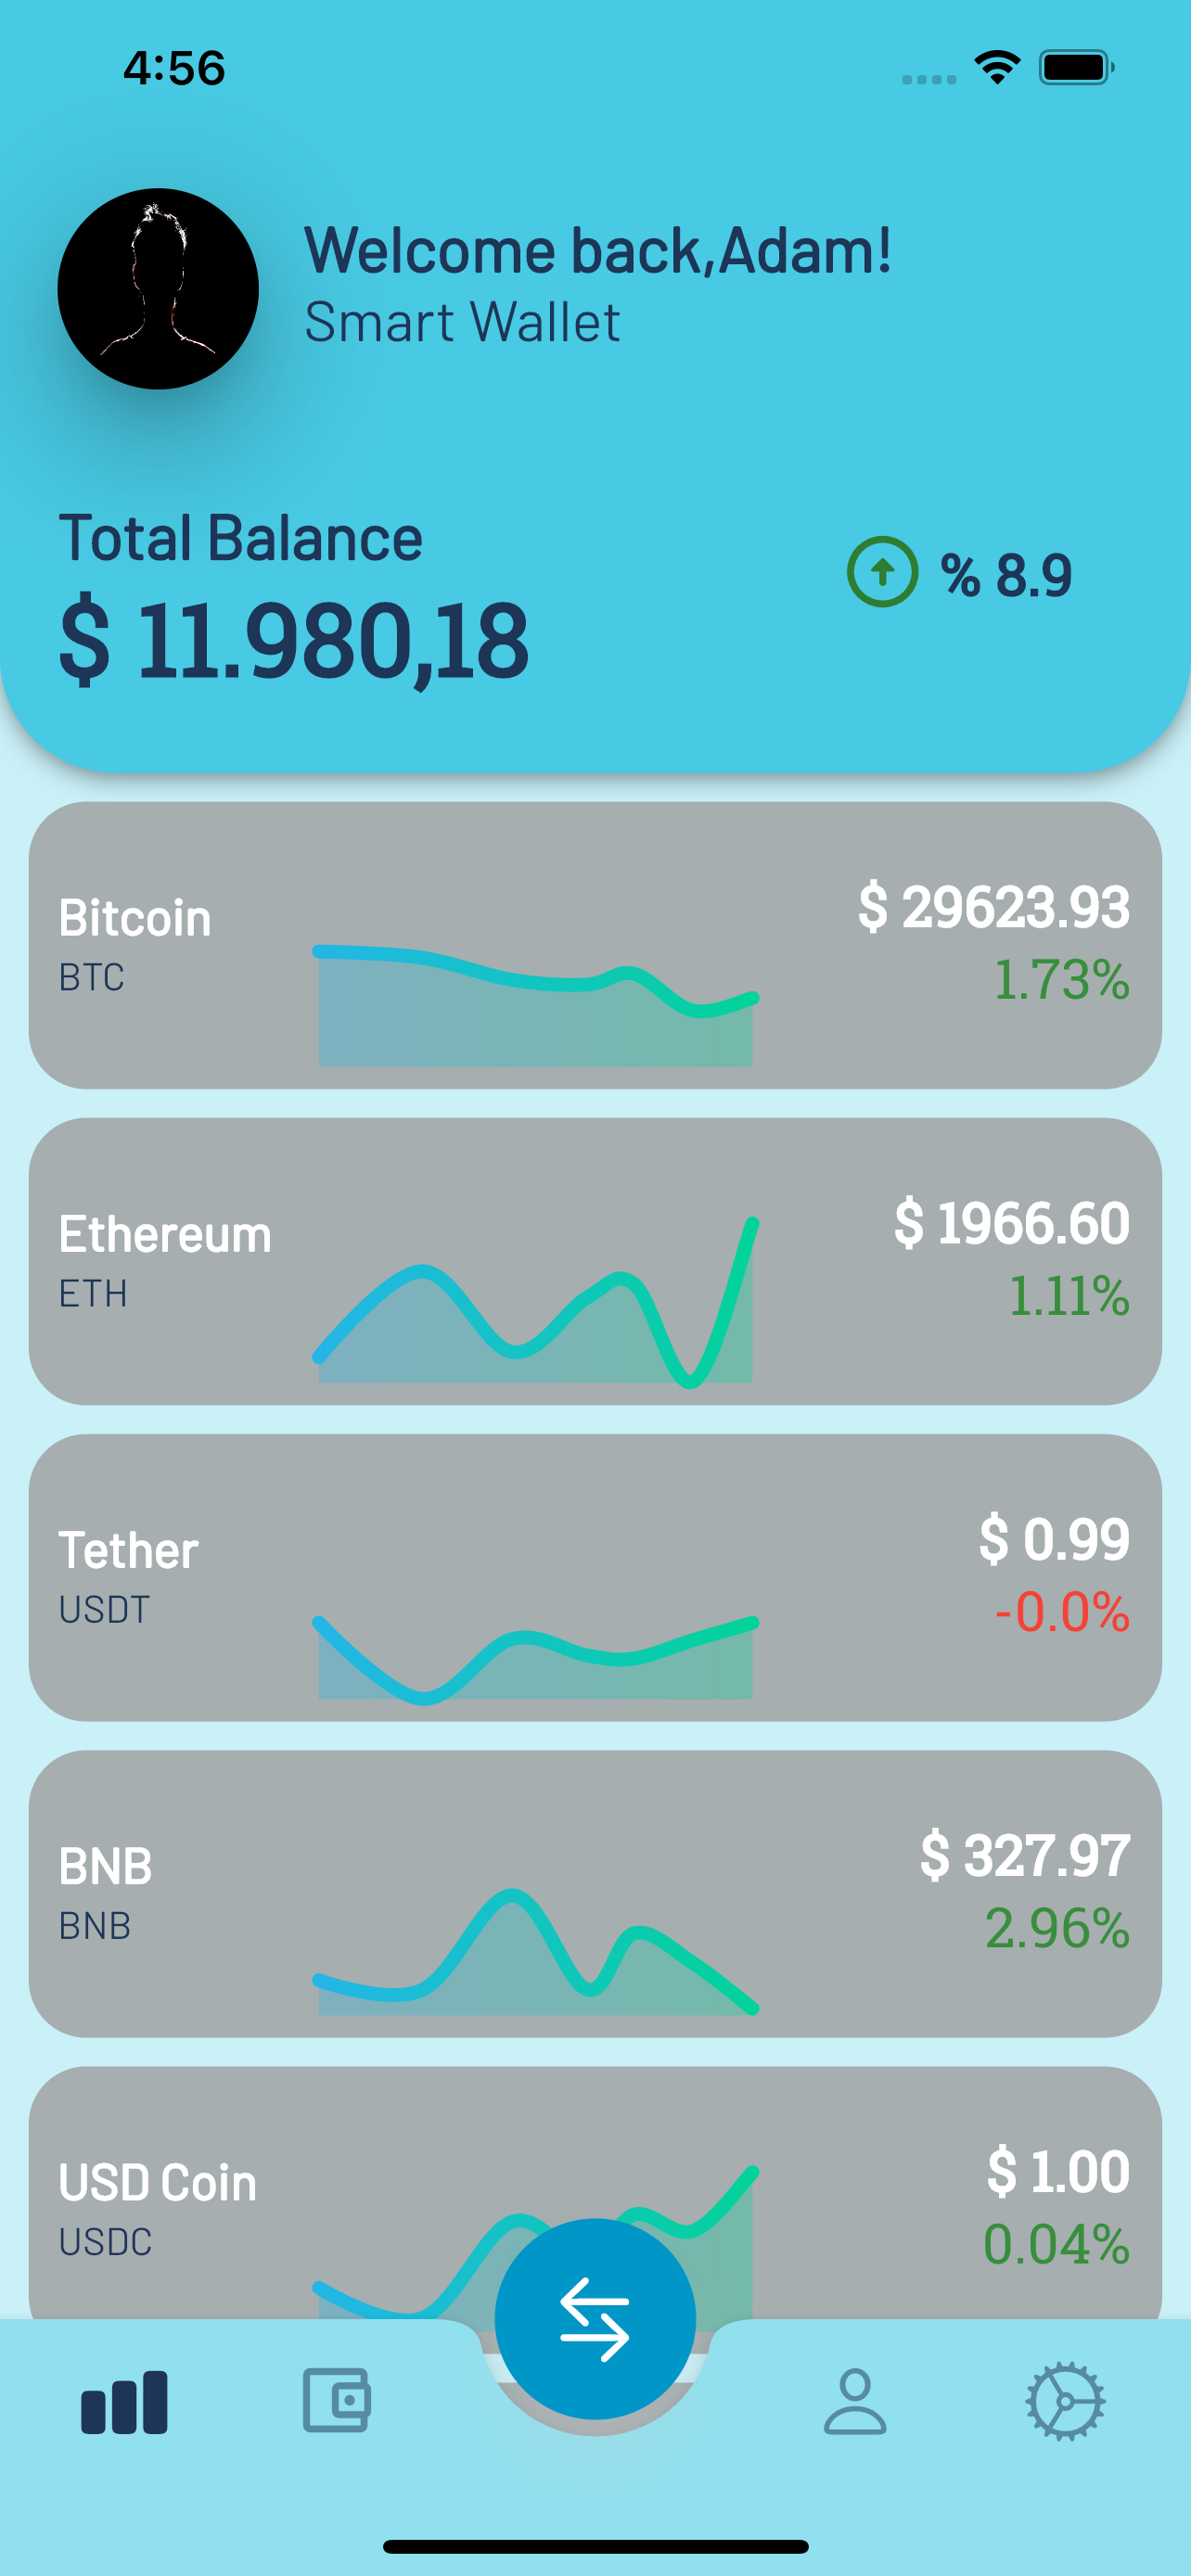 4:56
Welcome back,Adam!
Smart Wallet
Total Balance
$ 11.980,18
% 8.9
Bitcoin
BTC
$ 29623.93
1.73%
Ethereum
ETH
$ 1966.60
1.11%
Tether
USDT
$ 0.99
-0.0%
BNB
BNB
$ 327.97
2.96%
USD Coin
USDC
$ 1.00
0.04%